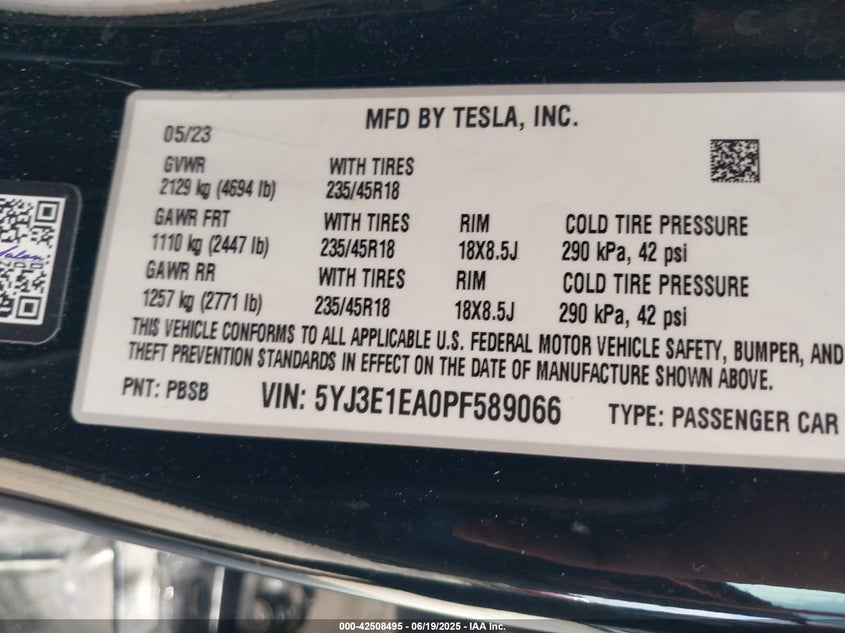 MFD BY TESLA, INC.
05/23
GVWR WITH TIRES
2129 kg (4694 lb) 235/45R18
GAWR FRT WITH TIRES RIM COLD TIRE PRESSURE
1110 kg (2447 lb) 235/45R18 18X8.5J 290 kPa, 42 psi
GAWR RR WITH TIRES RIM COLD TIRE PRESSURE
1257 kg (2771 lb) 235/45R18 18X8.5J 290 kPa, 42 psi
THIS VEHICLE CONFORMS TO ALL APPLICABLE U.S. FEDERAL MOTOR VEHICLE SAFETY, BUMPER, AND
THEFT PREVENTION STANDARDS IN EFFECT ON THE DATE OF MANUFACTURE SHOWN ABOVE.
PNT: PBSB VIN: 5YJ3E1EA0PF589066 TYPE: PASSENGER CAR
000-42508495 - 06/19/2025 - IAA Inc.